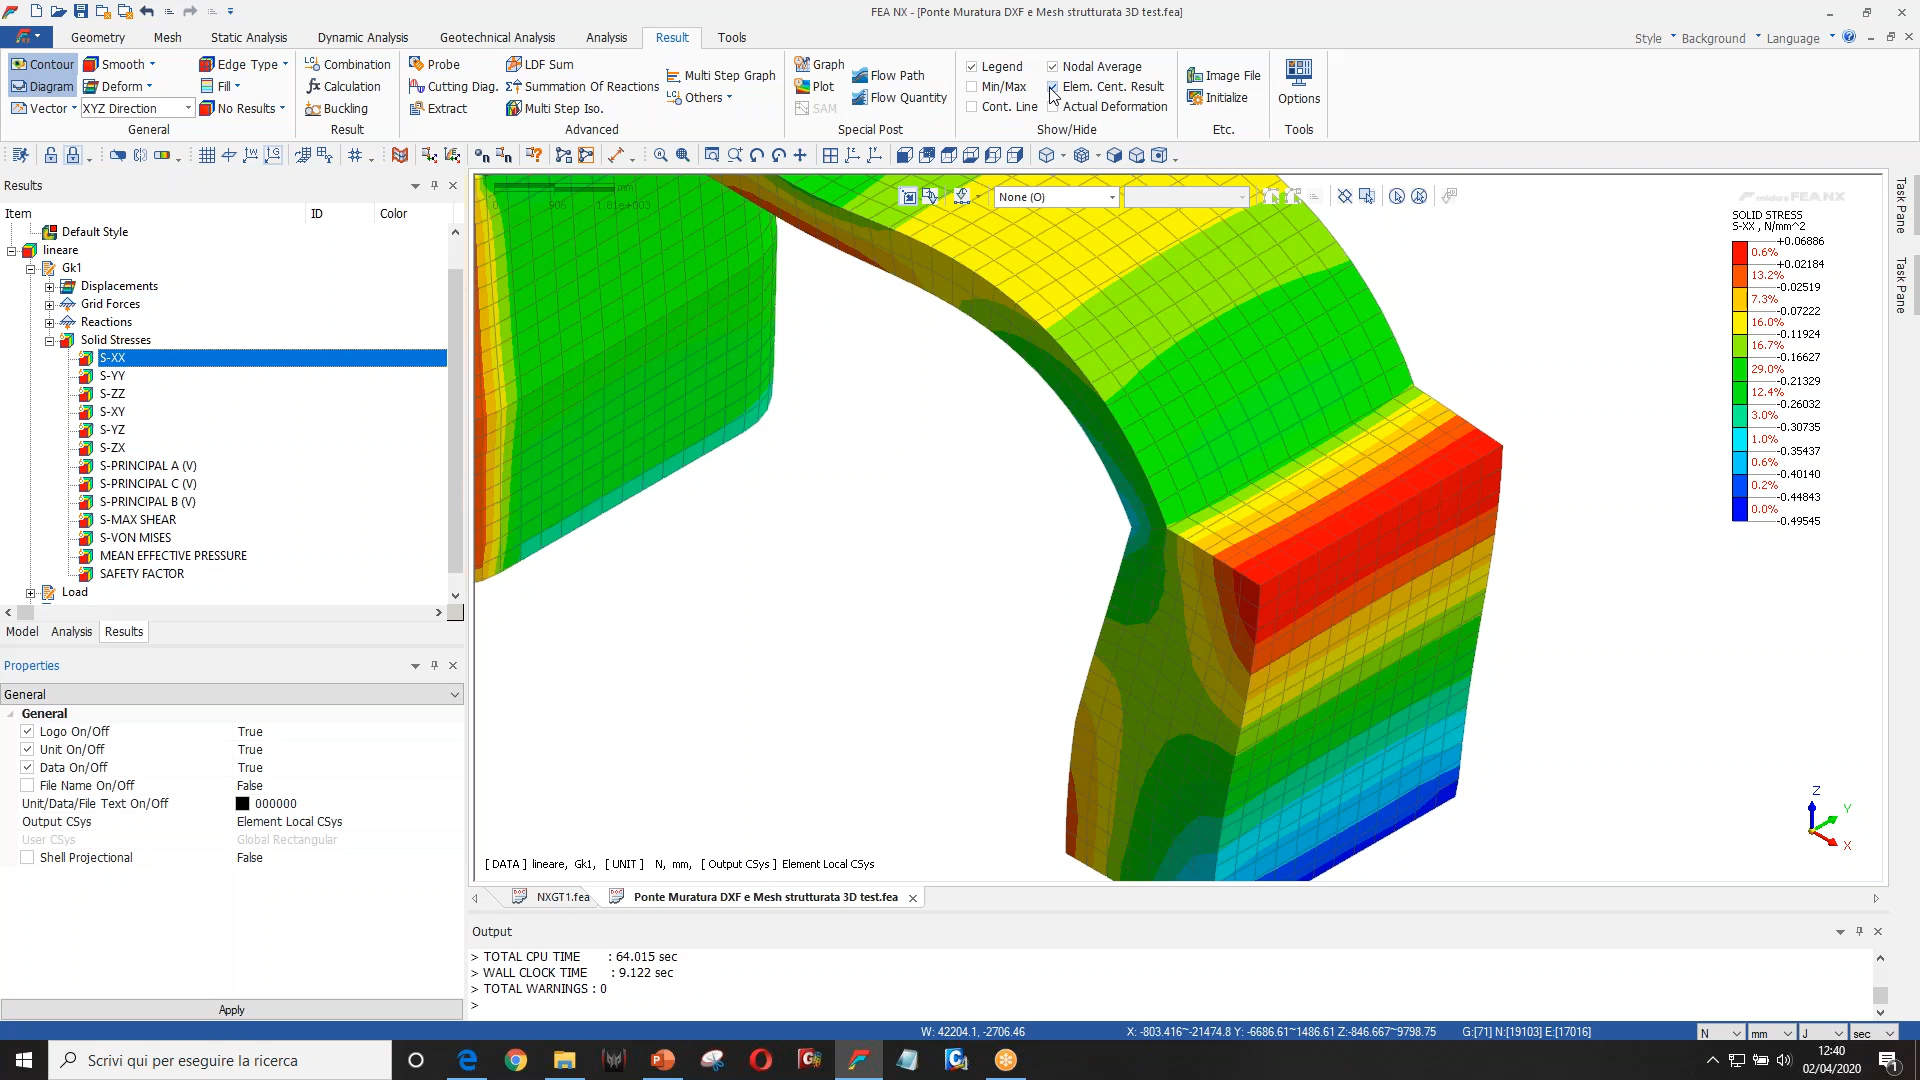 FEA NX - [Ponte Muratura DXF e Mesh strutturata 3D test.fea]
Geometry Mesh Static Analysis Dynamic Analysis Geotechnical Analysis Analysis Result Tools
Style Background Language
Contour Smooth Edge Type
Diagram Deform Fill
Vector XYZ Direction No Results
General
Combination
Calculation
Buckling
Result
Probe LDF Sum
Cutting Diag. Summation Of Reactions
Extract Multi Step Iso.
Multi Step Graph
Others
Advanced
Graph
Plot
SAM
Flow Path
Flow Quantity
Special Post
Legend Nodal Average
Min/Max Elem. Cent. Result
Cont. Line Actual Deformation
Show/Hide
Image File
Initialize
Etc.
Options
Tools
Results
Item ID Color
Default Style
lineare
Gk1
Displacements
Grid Forces
Reactions
Solid Stresses
S-XX
S-YY
S-ZZ
S-XY
S-YZ
S-ZX
S-PRINCIPAL A (V)
S-PRINCIPAL C (V)
S-PRINCIPAL B (V)
S-MAX SHEAR
S-VON MISES
MEAN EFFECTIVE PRESSURE
SAFETY FACTOR
Load
Model Analysis Results
Properties
General
General
Logo On/Off True
Unit On/Off True
Data On/Off True
File Name On/Off False
Unit/Data/File Text On/Off 000000
Output CSys Element Local CSys
User CSys Global Rectangular
Shell Projectional False
Apply
None (O)
mm
0 906 1.81e+003
midas FEA NX
SOLID STRESS
S-XX , N/mm^2
+0.06886
0.6%
+0.02184
13.2%
-0.02519
7.3%
-0.07222
16.0%
-0.11924
16.7%
-0.16627
29.0%
-0.21329
12.4%
-0.26032
3.0%
-0.30735
1.0%
-0.35437
0.6%
-0.40140
0.2%
-0.44843
0.0%
-0.49545
Z
Y
X
[ DATA ] lineare, Gk1, [ UNIT ] N, mm, [ Output CSys ] Element Local CSys
NXGT1.fea Ponte Muratura DXF e Mesh strutturata 3D test.fea
Output
> TOTAL CPU TIME : 64.015 sec
> WALL CLOCK TIME : 9.122 sec
> TOTAL WARNINGS : 0
>
Task Pane
Task Pane
W: 42204.1, -2706.46 X: -803.416~-21474.8 Y: -6686.61~1486.61 Z:-846.667~9798.75 G:[71] N:[19103] E:[17016] N mm J sec
Scrivi qui per eseguire la ricerca
12:40
02/04/2020
1